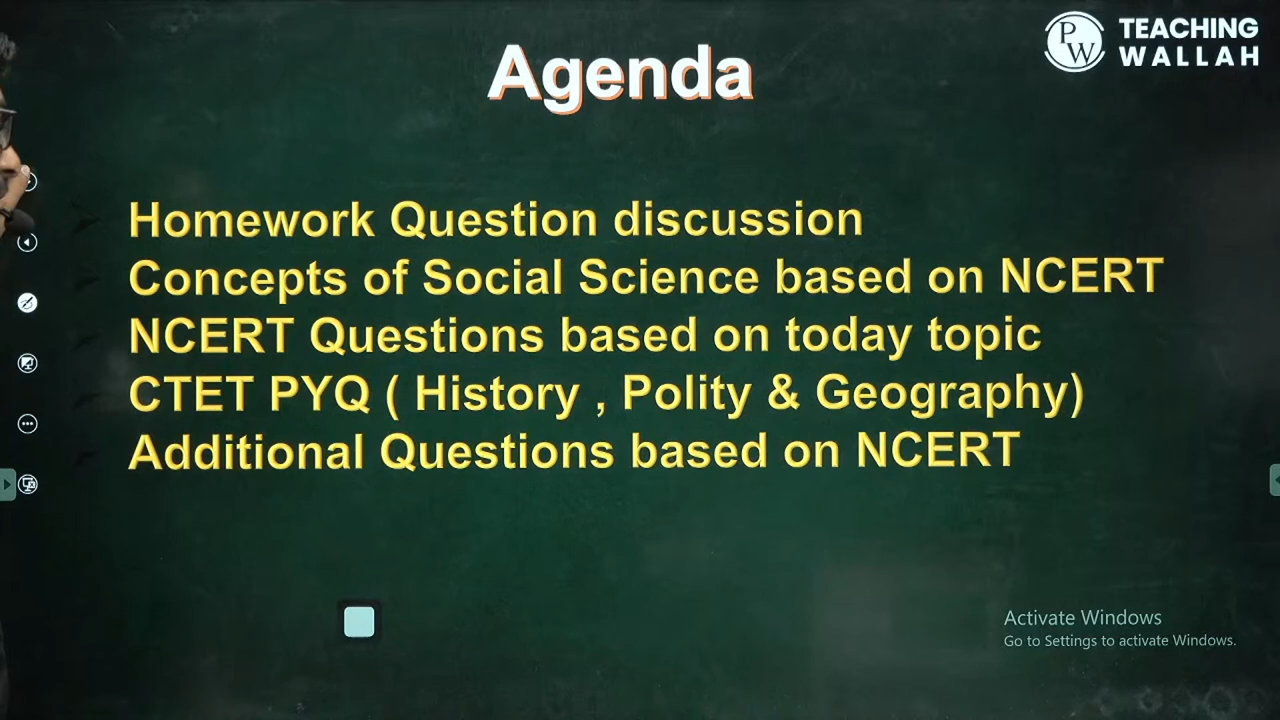 Agenda
PW
TEACHING
WALLAH
Homework Question discussion
Concepts of Social Science based on NCERT
NCERT Questions based on today topic
CTET PYQ ( History , Polity & Geography)
Additional Questions based on NCERT
Activate Windows
Go to Settings to activate Windows.